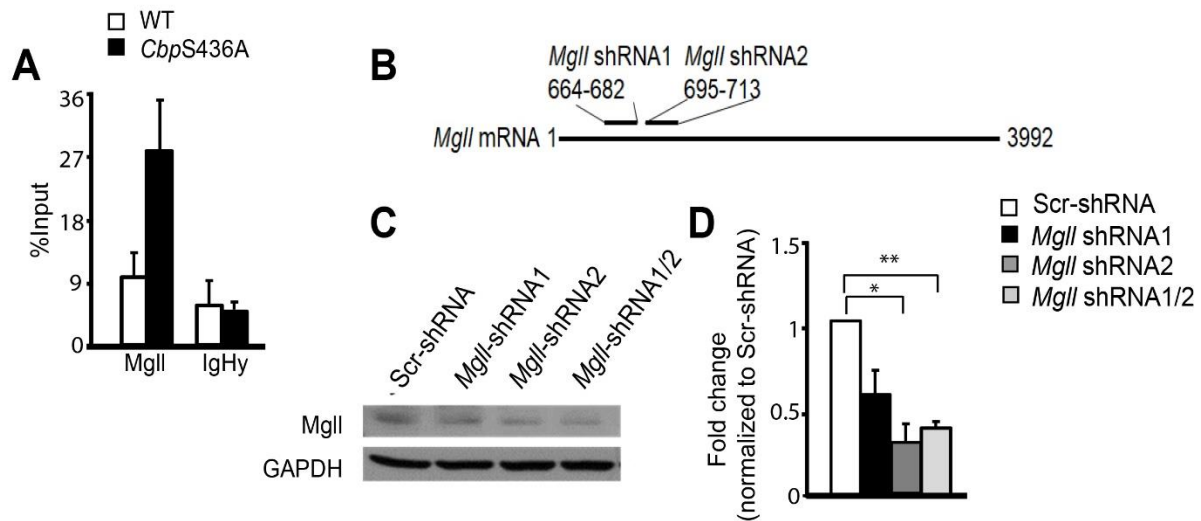 WT
CbpS436A
A
36
27
18
9
0
%Input
Mgll
IgHy
B
Mgll shRNA1 Mgll shRNA2
664-682 695-713
Mgll mRNA 1
3992
C
Scr-shRNA
Mgll-shRNA1
Mgll-shRNA2
Mgll-shRNA1/2
Mgll
GAPDH
D
Scr-shRNA
Mgll shRNA1
Mgll shRNA2
Mgll shRNA1/2
Fold change
(normalized to Scr-shRNA)
1.5
1
0.5
0
**
*